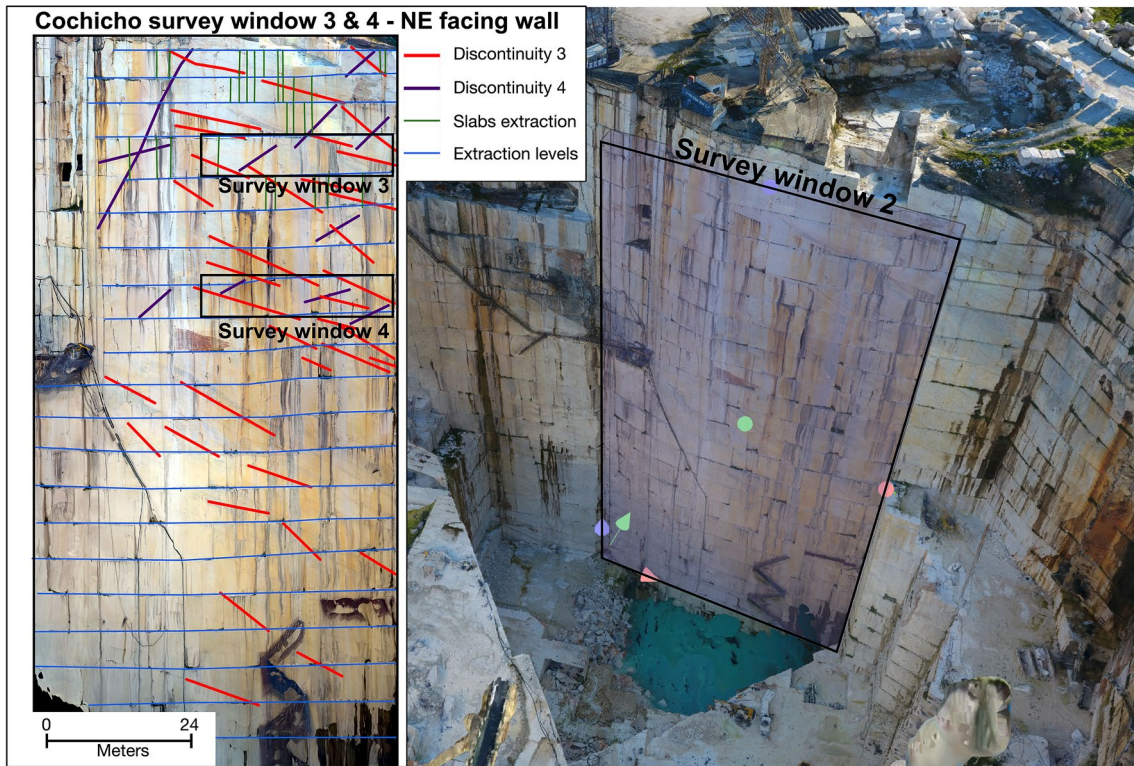 Cochicho survey window 3 & 4 - NE facing wall
Discontinuity 3
Discontinuity 4
Slabs extraction
Extraction levels
Survey window 3
Survey window 4
0 24
Meters
Survey window 2